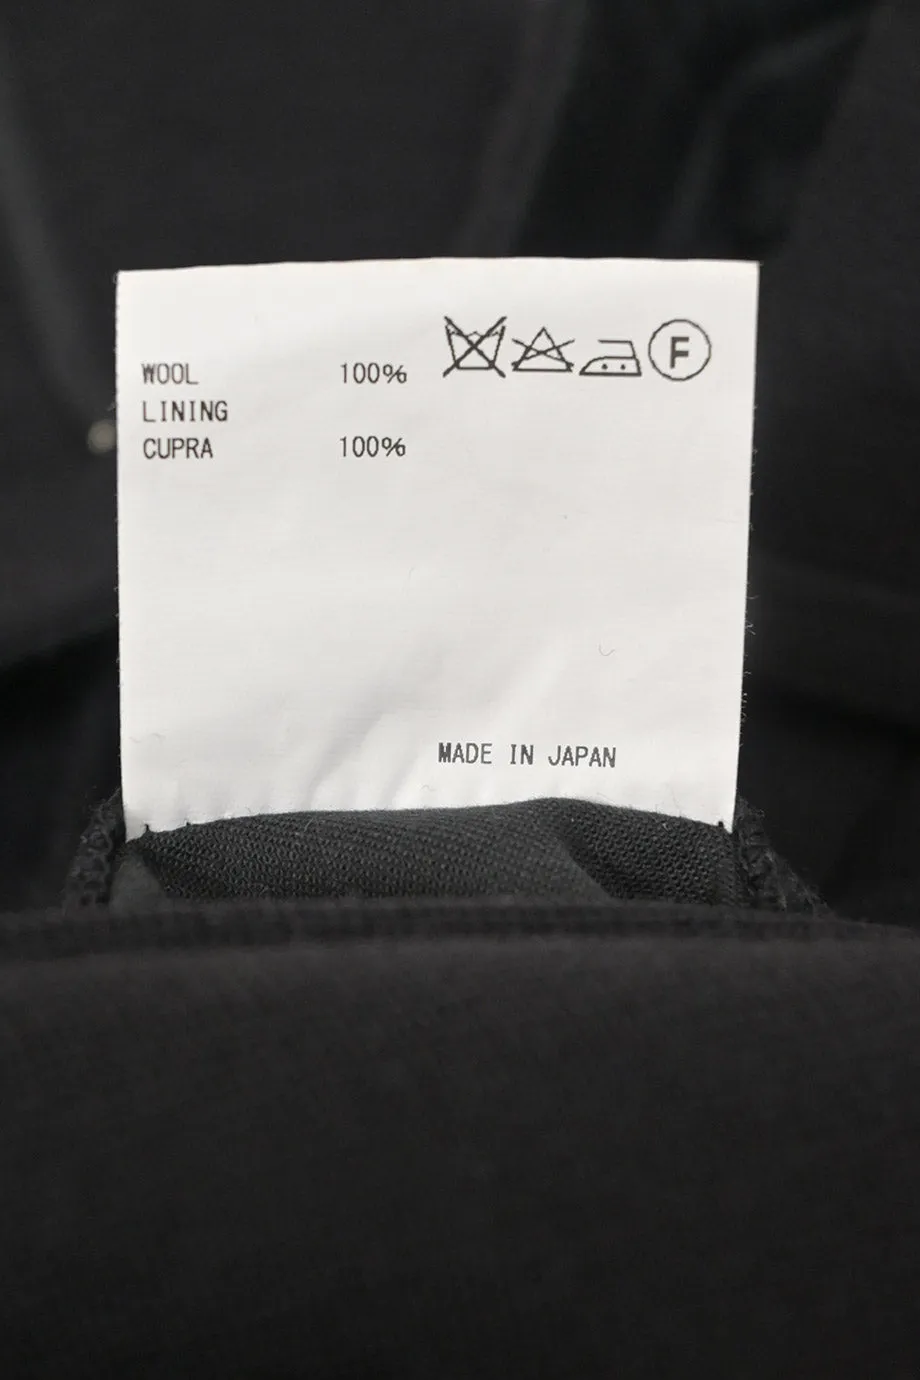 WOOL 100%
LINING
CUPRA 100%
F
MADE IN JAPAN